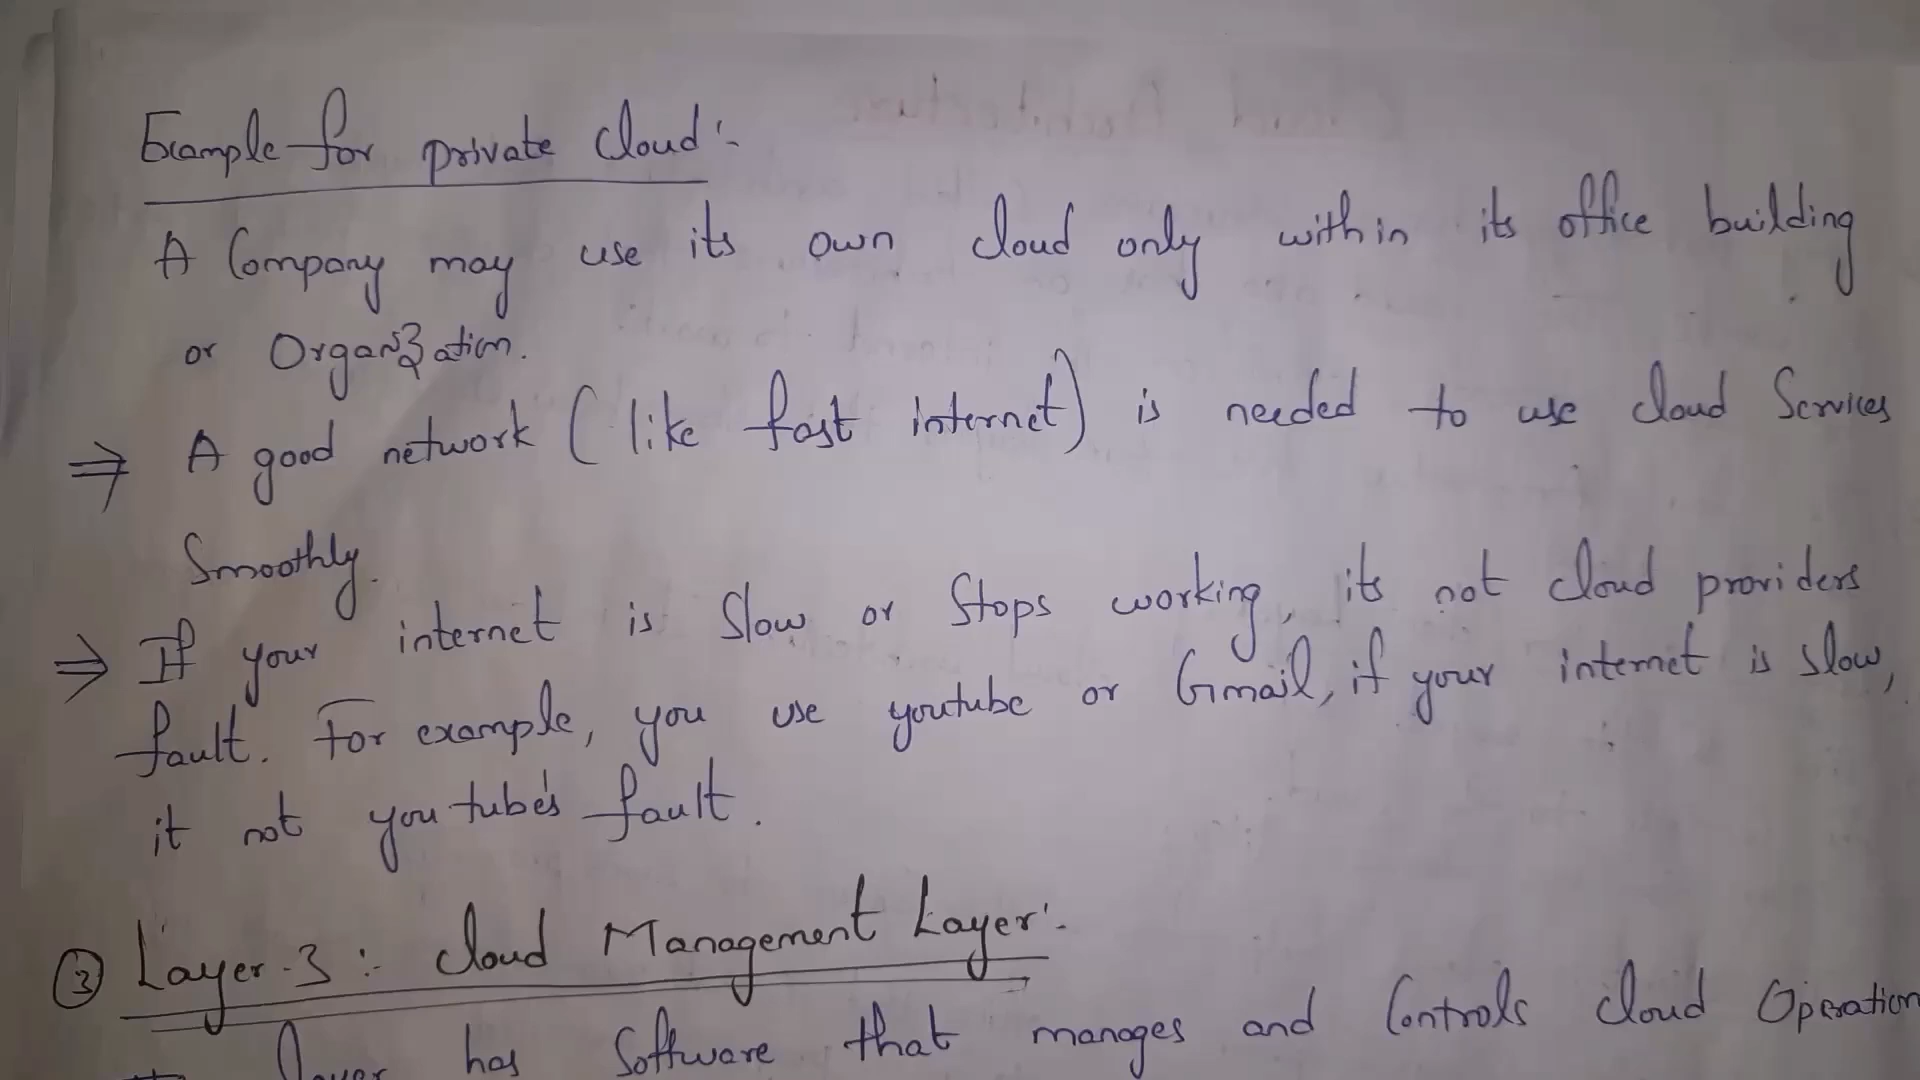 Example for private cloud:-
A Company may use its own cloud only within its office building
or Organization.
⇒ A good network (like fast internet) is needed to use cloud Services
Smoothly.
⇒ If your internet is Slow or Stops working, its not cloud providers
fault. For example, you use youtube or Gmail, if your internet is slow,
it not youtube's fault.
③ Layer-3:- cloud Management Layer:-
layer has Software that manages and Controls cloud Operation